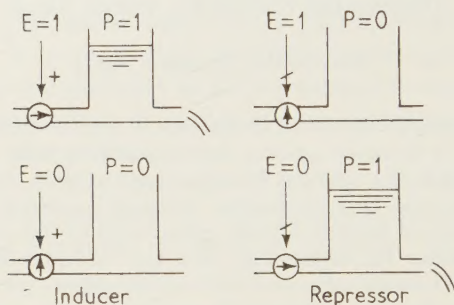 E=1 P=1 E=1 P=0
+
E=0 P=0 E=0 P=1
+
Inducer Repressor